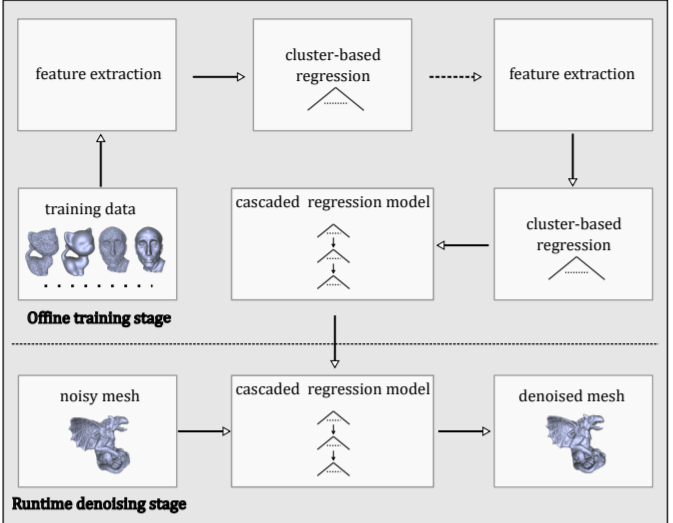 feature extraction
cluster-based
regression
feature extraction
training data
cascaded regression model
cluster-based
regression
Offine training stage
noisy mesh
cascaded regression model
denoised mesh
Runtime denoising stage